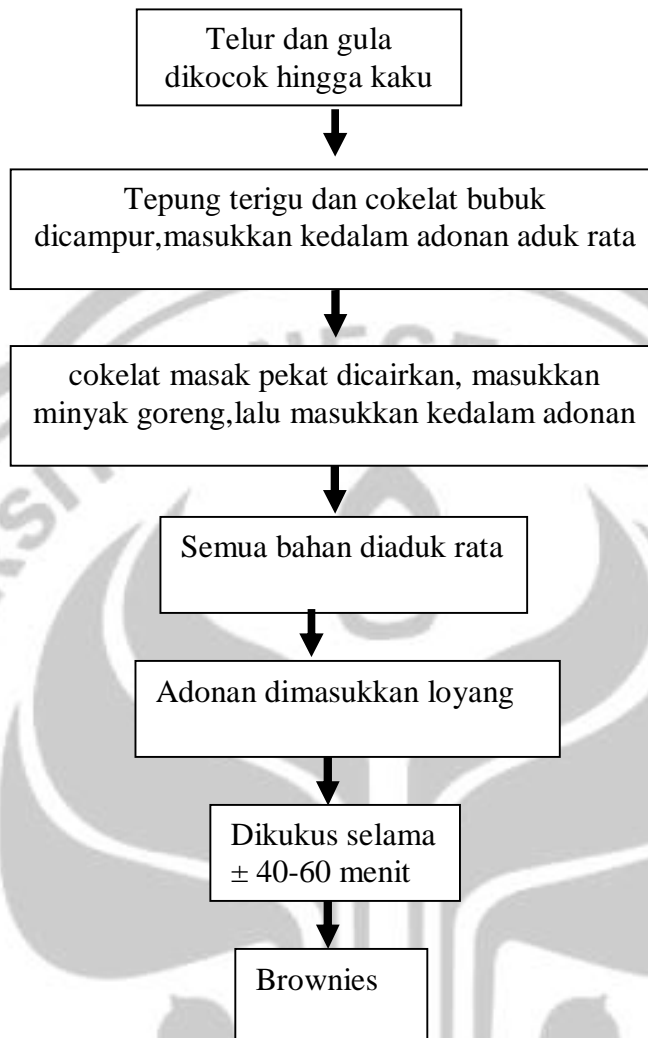 Telur dan gula
dikocok hingga kaku
Tepung terigu dan cokelat bubuk
dicampur,masukkan kedalam adonan aduk rata
cokelat masak pekat dicairkan, masukkan
minyak goreng,lalu masukkan kedalam adonan
Semua bahan diaduk rata
Adonan dimasukkan loyang
Dikukus selama
± 40-60 menit
Brownies